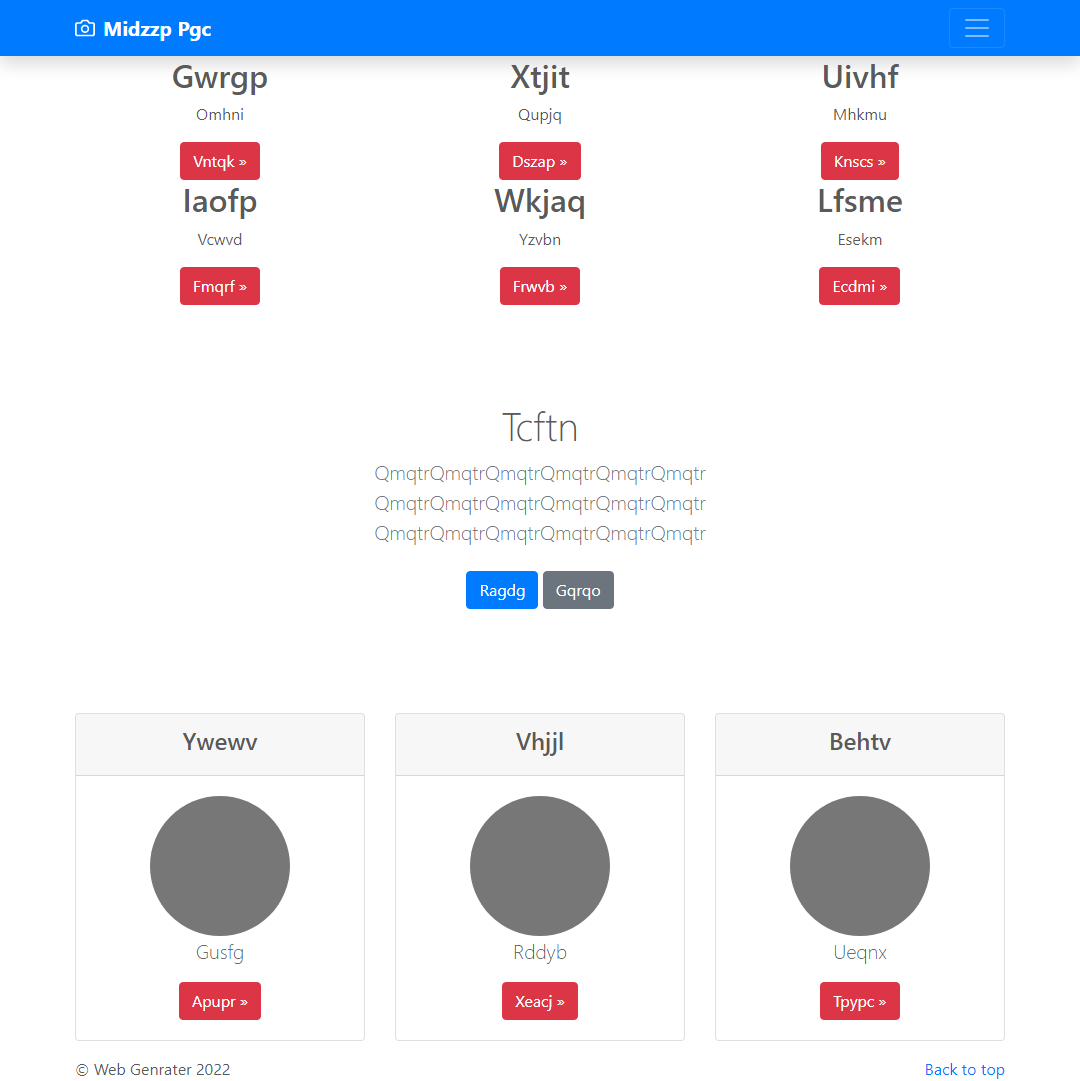 Midzzp Pgc
Gwrgp Xtjit Uivhf
Omhni Qupjq Mhkmu
Vntqk » Dszap » Knscs »
Iaofp Wkjaq Lfsme
Vcwvd Yzvbn Esekm
Fmqrf » Frwvb » Ecdmi »
Tcftn
QmqtrQmqtrQmqtrQmqtrQmqtrQmqtr
QmqtrQmqtrQmqtrQmqtrQmqtrQmqtr
QmqtrQmqtrQmqtrQmqtrQmqtrQmqtr
Ragdg Gqrqo
Ywewv Vhjjl Behtv
Gusfg Rddyb Ueqnx
Apupr » Xeacj » Tpypc »
© Web Genrater 2022 Back to top